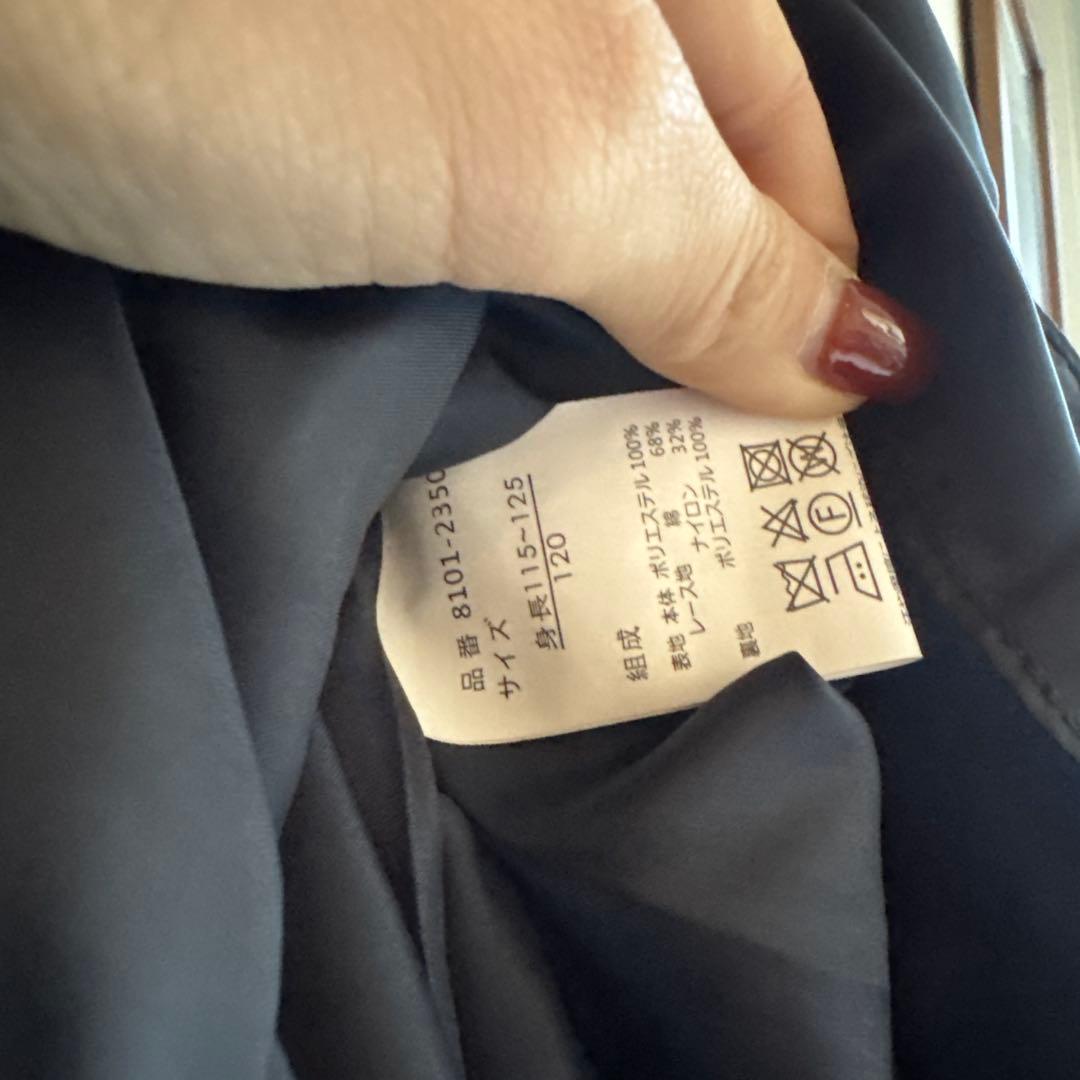 品番 8101-2350
サイズ
身長115~125
120
組成
表地 本体 ポリエステル100%
レース地 綿 68%
ナイロン 32%
裏地 ポリエステル100%
F
W